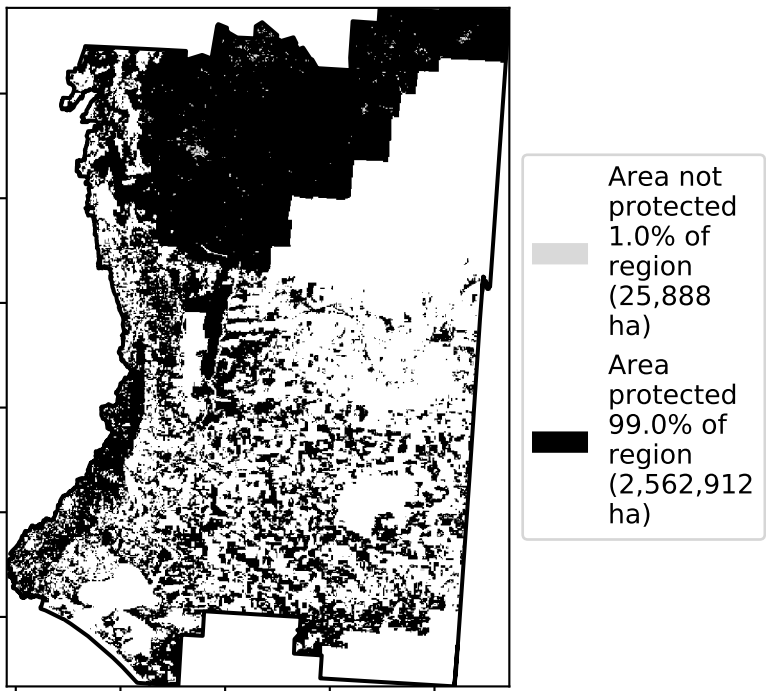 Area not
protected
1.0% of
region
(25,888
ha)
Area
protected
99.0% of
region
(2,562,912
ha)